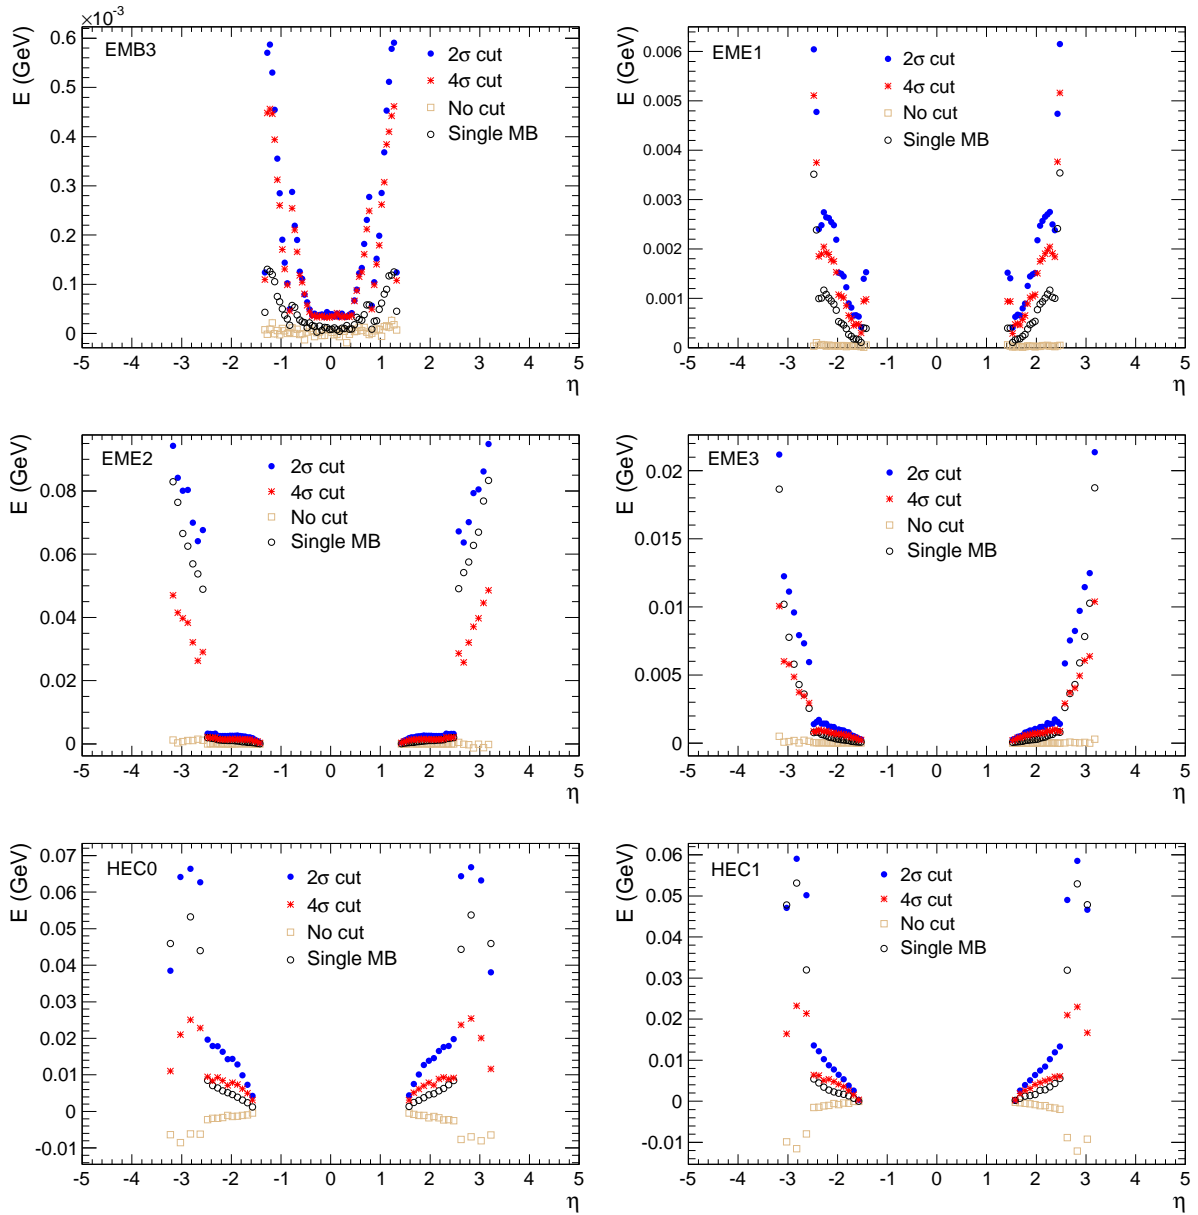 ×10⁻³
E (GeV)
EMB3
2σ cut
4σ cut
No cut
Single MB
0.6
0.5
0.4
0.3
0.2
0.1
0
-5 -4 -3 -2 -1 0 1 2 3 4 5
η
E (GeV)
EME1
2σ cut
4σ cut
No cut
Single MB
0.006
0.005
0.004
0.003
0.002
0.001
0
-5 -4 -3 -2 -1 0 1 2 3 4 5
η
E (GeV)
EME2
2σ cut
4σ cut
No cut
Single MB
0.08
0.06
0.04
0.02
0
-5 -4 -3 -2 -1 0 1 2 3 4 5
η
E (GeV)
EME3
2σ cut
4σ cut
No cut
Single MB
0.02
0.015
0.01
0.005
0
-5 -4 -3 -2 -1 0 1 2 3 4 5
η
E (GeV)
HEC0
2σ cut
4σ cut
No cut
Single MB
0.07
0.06
0.05
0.04
0.03
0.02
0.01
0
-0.01
-5 -4 -3 -2 -1 0 1 2 3 4 5
η
E (GeV)
HEC1
2σ cut
4σ cut
No cut
Single MB
0.06
0.05
0.04
0.03
0.02
0.01
0
-0.01
-5 -4 -3 -2 -1 0 1 2 3 4 5
η